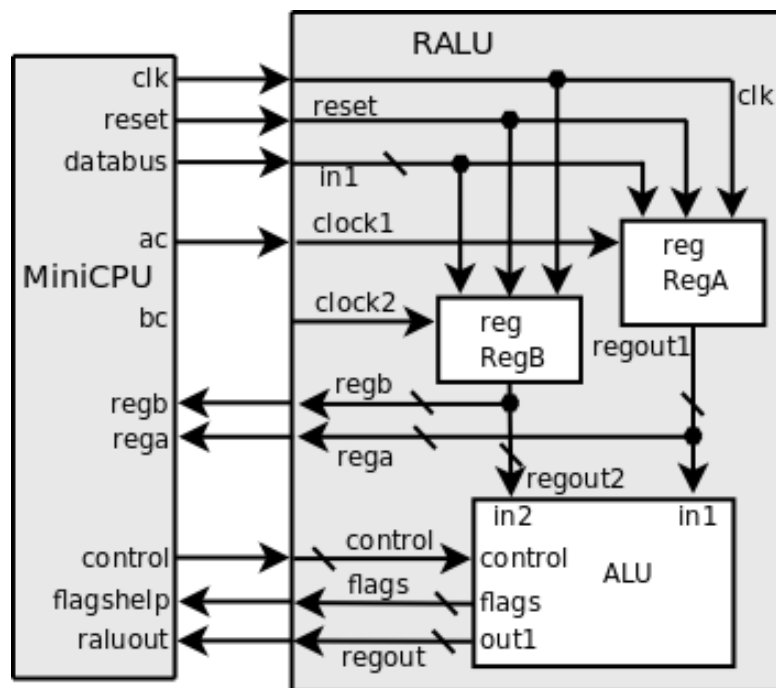 RALU
clk
clk
reset
reset
databus
in1
ac
clock1
reg
RegA
MiniCPU
bc
clock2
reg
RegB
regout1
regb
regb
rega
rega
regout2
in2
in1
control
control
control
ALU
flagshelp
flags
flags
raluout
regout
out1